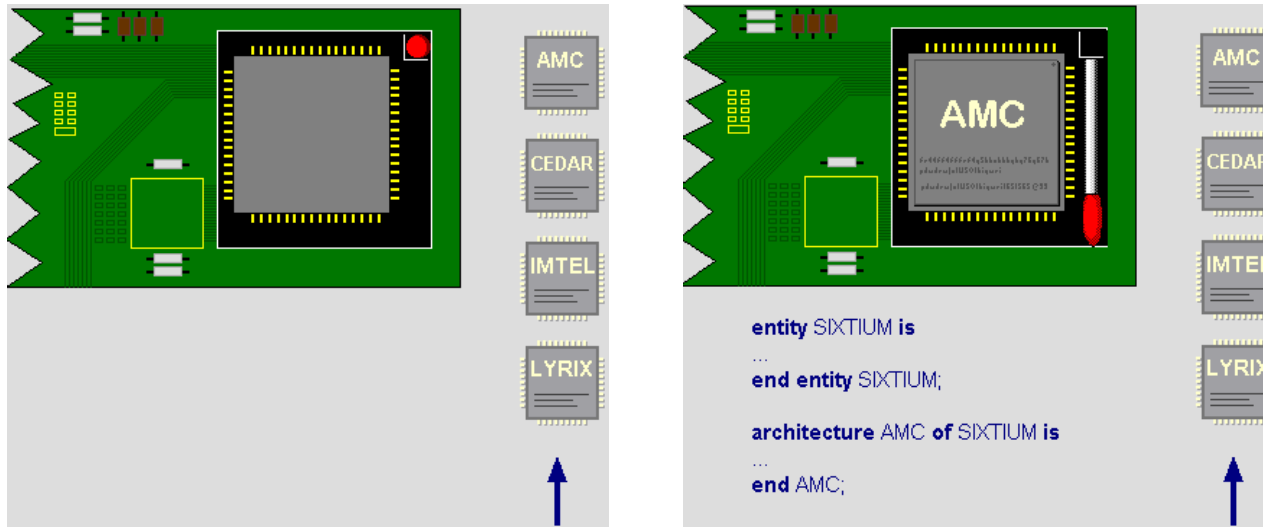 AMC
CEDAR
IMTEL
LYRIX
AMC
AMC
CEDAR
IMTEL
LYRIX
entity SIXTIUM is
...
end entity SIXTIUM;
architecture AMC of SIXTIUM is
...
end AMC;